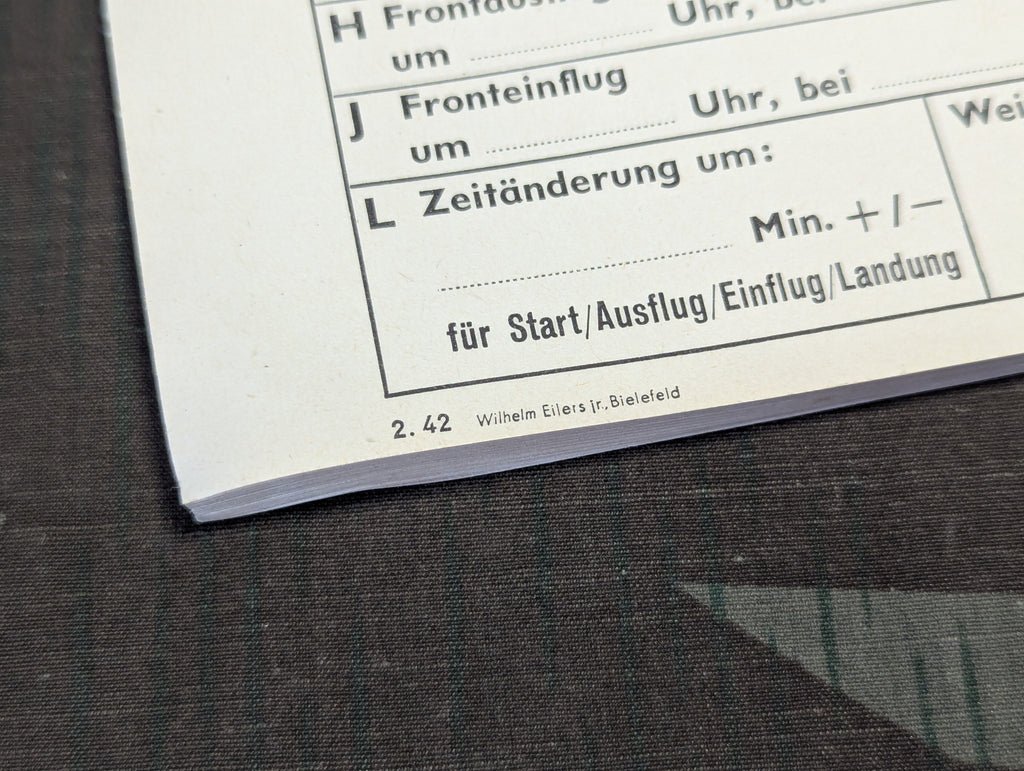 H Frontausflug
um ........................ Uhr, bei
J Fronteinflug
um ........................ Uhr, bei ........................
L Zeitänderung um:
........................ Min. + / −
für Start/Ausflug/Einflug/Landung
2. 42 Wilhelm Eilers jr., Bielefeld